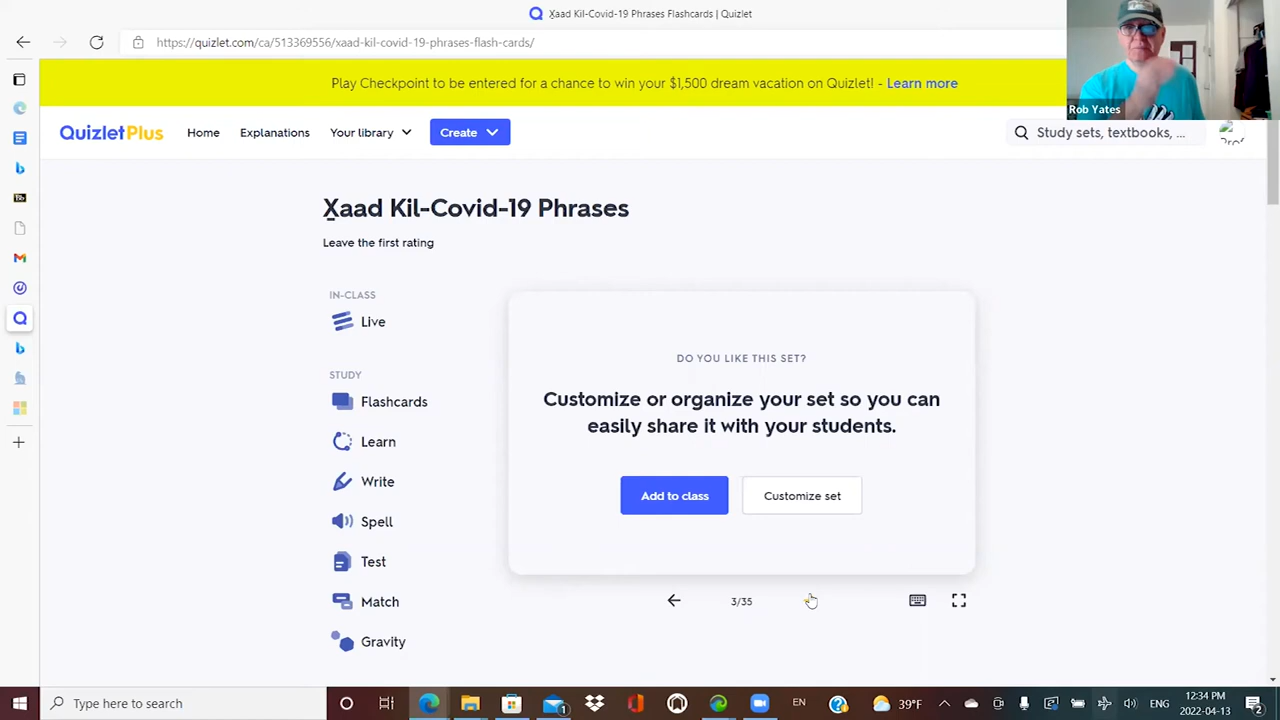 X̱aad Kil-Covid-19 Phrases Flashcards | Quizlet
https://quizlet.com/ca/513369556/xaad-kil-covid-19-phrases-flash-cards/
Play Checkpoint to be entered for a chance to win your $1,500 dream vacation on Quizlet! - Learn more
Rob Yates
QuizletPlus
Home
Explanations
Your library
Create
Study sets, textbooks, ...
X̱aad Kil-Covid-19 Phrases
Leave the first rating
IN-CLASS
Live
STUDY
Flashcards
Learn
Write
Spell
Test
Match
Gravity
DO YOU LIKE THIS SET?
Customize or organize your set so you can
easily share it with your students.
Add to class
Customize set
3/35
Type here to search
1
EN
39°F
ENG
12:34 PM
2022-04-13
2